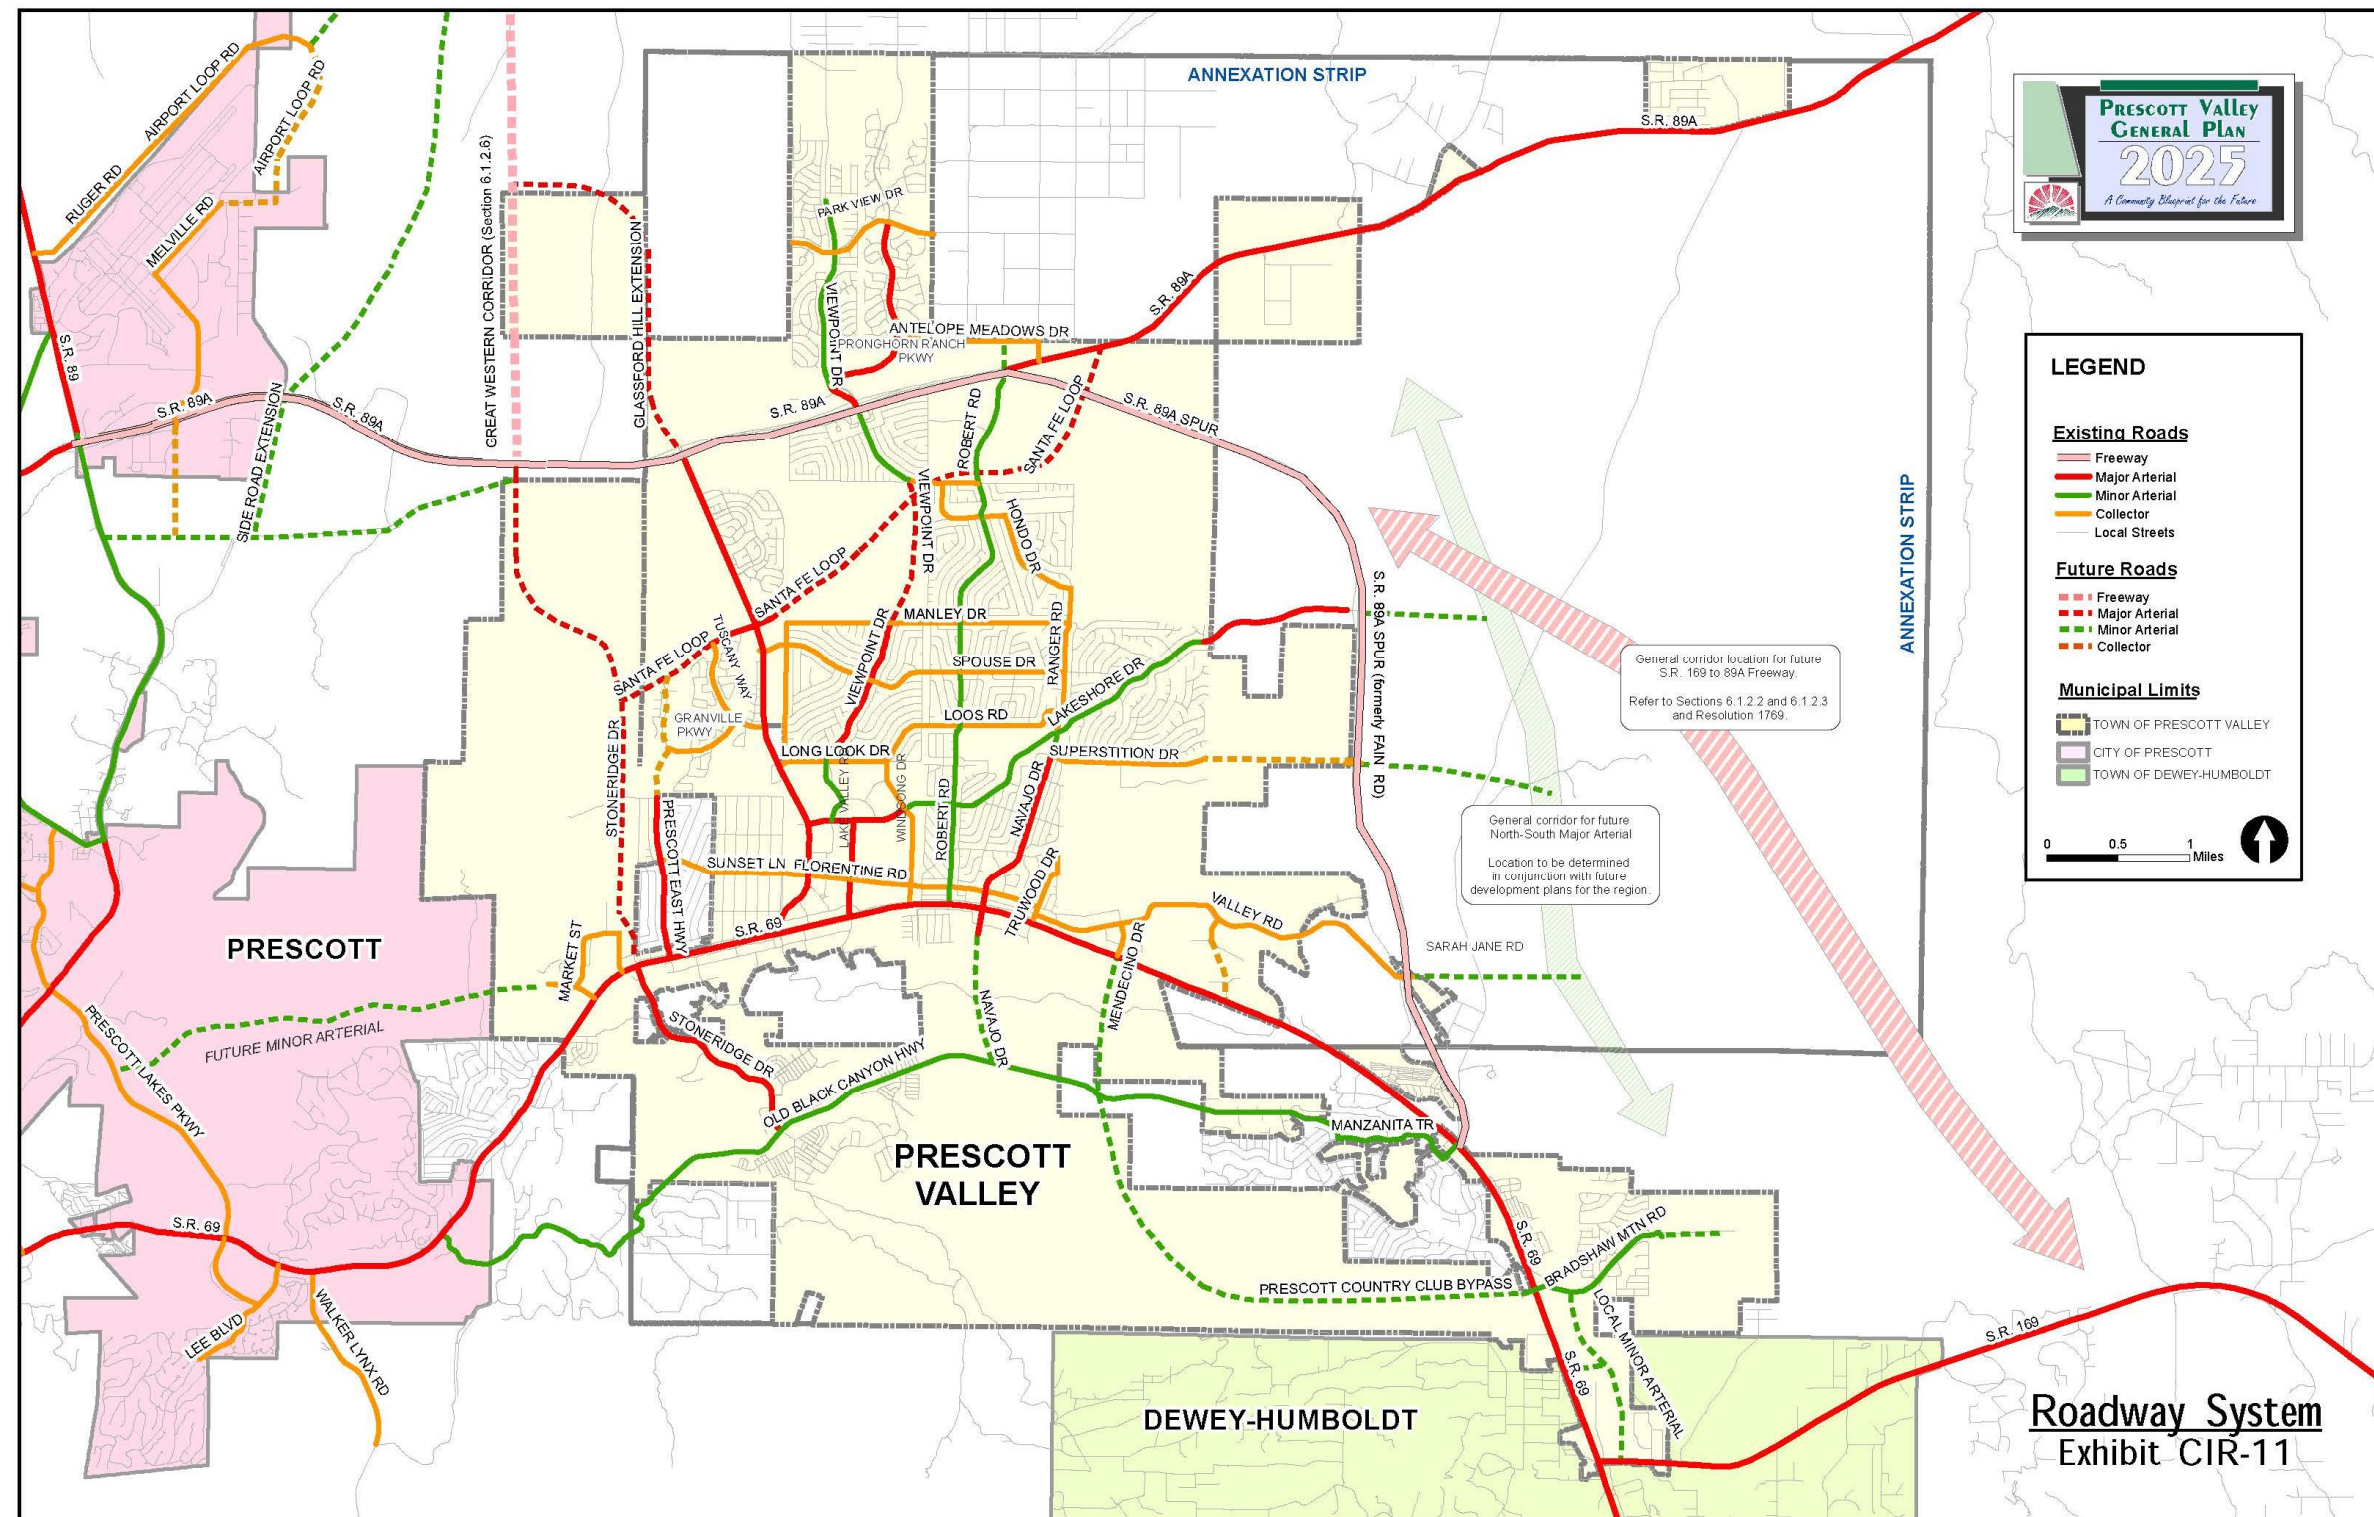 AIRPORT LOOP RD
AIRPORT LOOP RD
RUGER RD
MELVILLE RD
S.R. 89
S.R. 89A
SIDE ROAD EXTENSION
S.R. 89A
GREAT WESTERN CORRIDOR (Section 6.1.2.6)
GLASSFORD HILL EXTENSION
ANNEXATION STRIP
PARK VIEW DR
VIEWPOINT DR
ANTELOPE MEADOWS DR
PRONGHORN RANCH
PKWY
S.R. 89A
S.R. 89A
S.R. 89A
ROBERT RD
SANTA FE LOOP
S.R. 89A SPUR
VIEWPOINT DR
HONDO DR
SANTA FE LOOP
TUSCANY WAY
MANLEY DR
RANGER RD
SANTA FE LOOP
VIEWPOINT DR
SPOUSE DR
LAKESHORE DR
GRANVILLE
PKWY
LOOS RD
STONERIDGE DR
LONG LOOK DR
LAKE VALLEY RD
WINDSONG DR
SUPERSTITION DR
S.R. 89A SPUR (formerly FAIN RD)
PRESCOTT EAST HWY
ROBERT RD
NAVAJO DR
SUNSET LN
FLORENTINE RD
TRUWOOD DR
S.R. 69
MARKET ST
VALLEY RD
MENDECINO DR
SARAH JANE RD
ANNEXATION STRIP
General corridor location for future
S.R. 169 to 89A Freeway.
Refer to Sections 6.1.2.2 and 6.1.2.3
and Resolution 1769.
General corridor for future
North-South Major Arterial
Location to be determined
in conjunction with future
development plans for the region.
PRESCOTT
FUTURE MINOR ARTERIAL
PRESCOTT LAKES PKWY
STONERIDGE DR
OLD BLACK CANYON HWY
NAVAJO DR
PRESCOTT
VALLEY
MANZANITA TR
S.R. 69
LEE BLVD
WALKER LYNX RD
S.R. 69
BRADSHAW MTN RD
PRESCOTT COUNTRY CLUB BYPASS
LOCAL MINOR ARTERIAL
S.R. 69
S.R. 169
DEWEY-HUMBOLDT
PRESCOTT VALLEY
GENERAL PLAN
2025
A Community Blueprint for the Future
LEGEND
Existing Roads
Freeway
Major Arterial
Minor Arterial
Collector
Local Streets
Future Roads
Freeway
Major Arterial
Minor Arterial
Collector
Municipal Limits
TOWN OF PRESCOTT VALLEY
CITY OF PRESCOTT
TOWN OF DEWEY-HUMBOLDT
0 0.5 1
Miles
Roadway System
Exhibit CIR-11